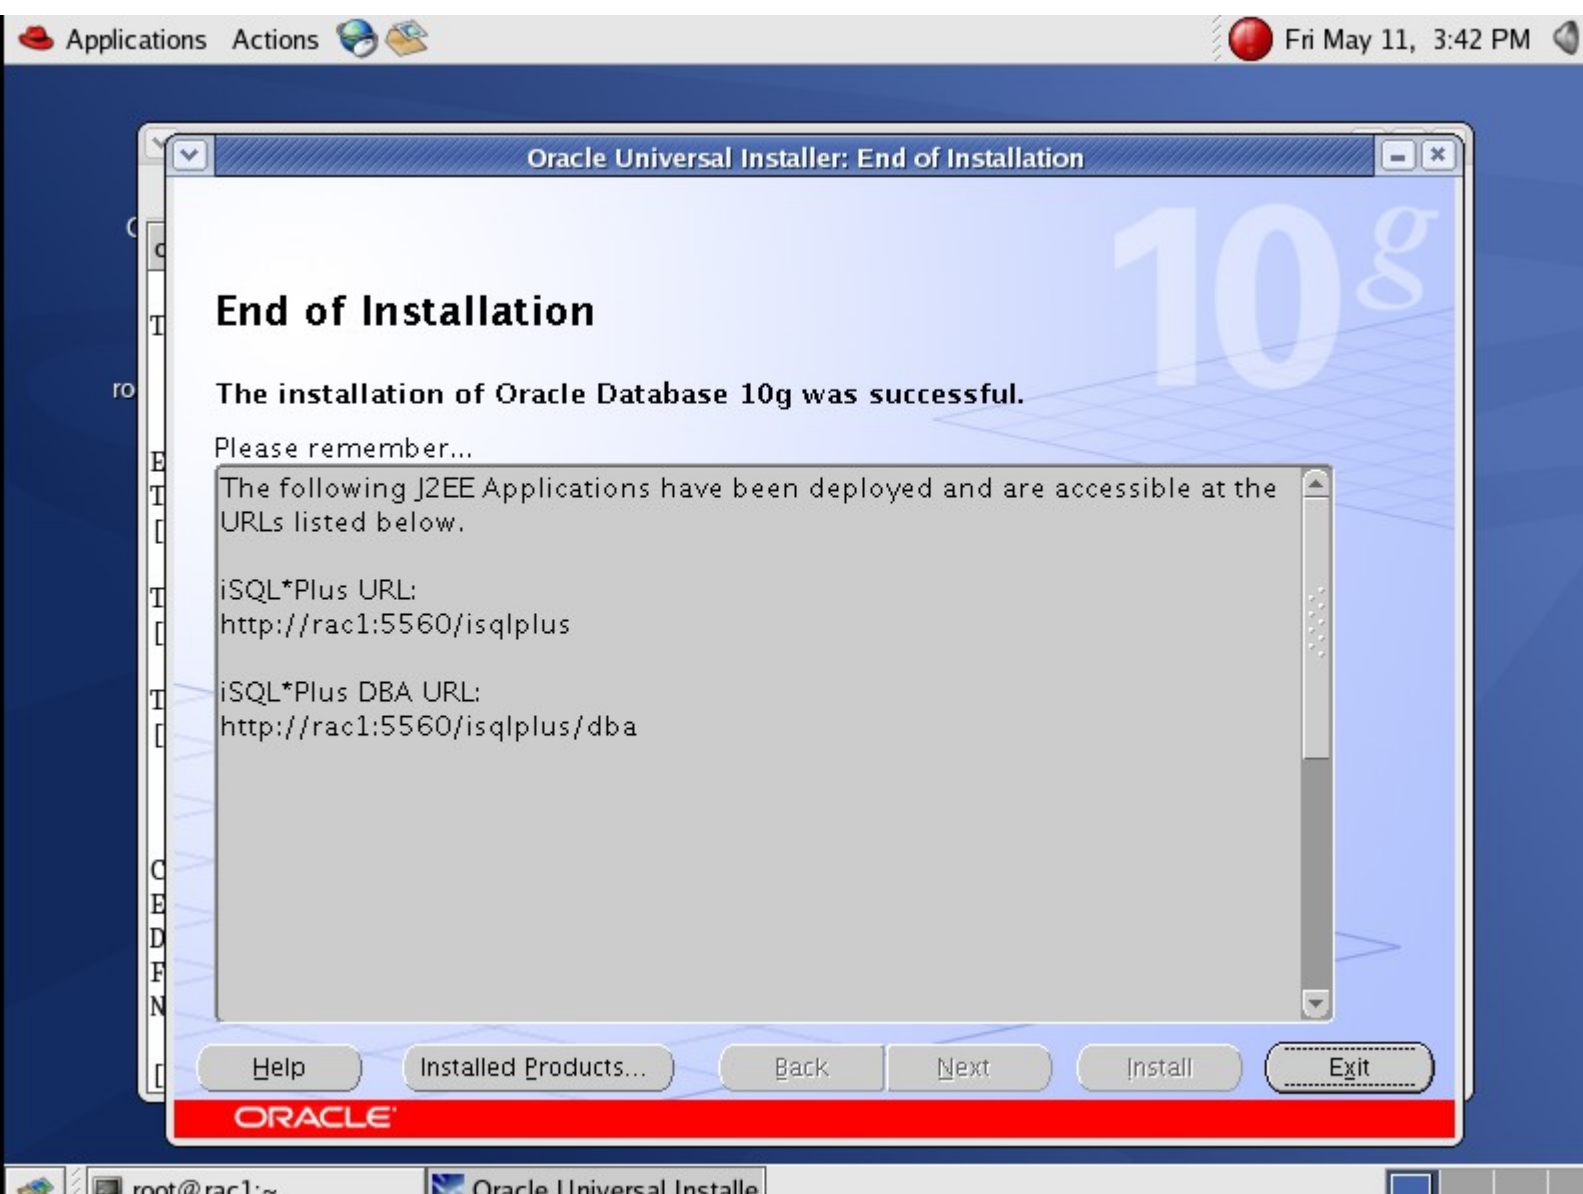 Applications Actions Fri May 11, 3:42 PM
Oracle Universal Installer: End of Installation
10g
End of Installation
The installation of Oracle Database 10g was successful.
Please remember...
The following J2EE Applications have been deployed and are accessible at the
URLs listed below.
iSQL*Plus URL:
http://rac1:5560/isqlplus
iSQL*Plus DBA URL:
http://rac1:5560/isqlplus/dba
Help Installed Products... Back Next Install Exit
ORACLE
root@rac1:~ Oracle Universal Installe